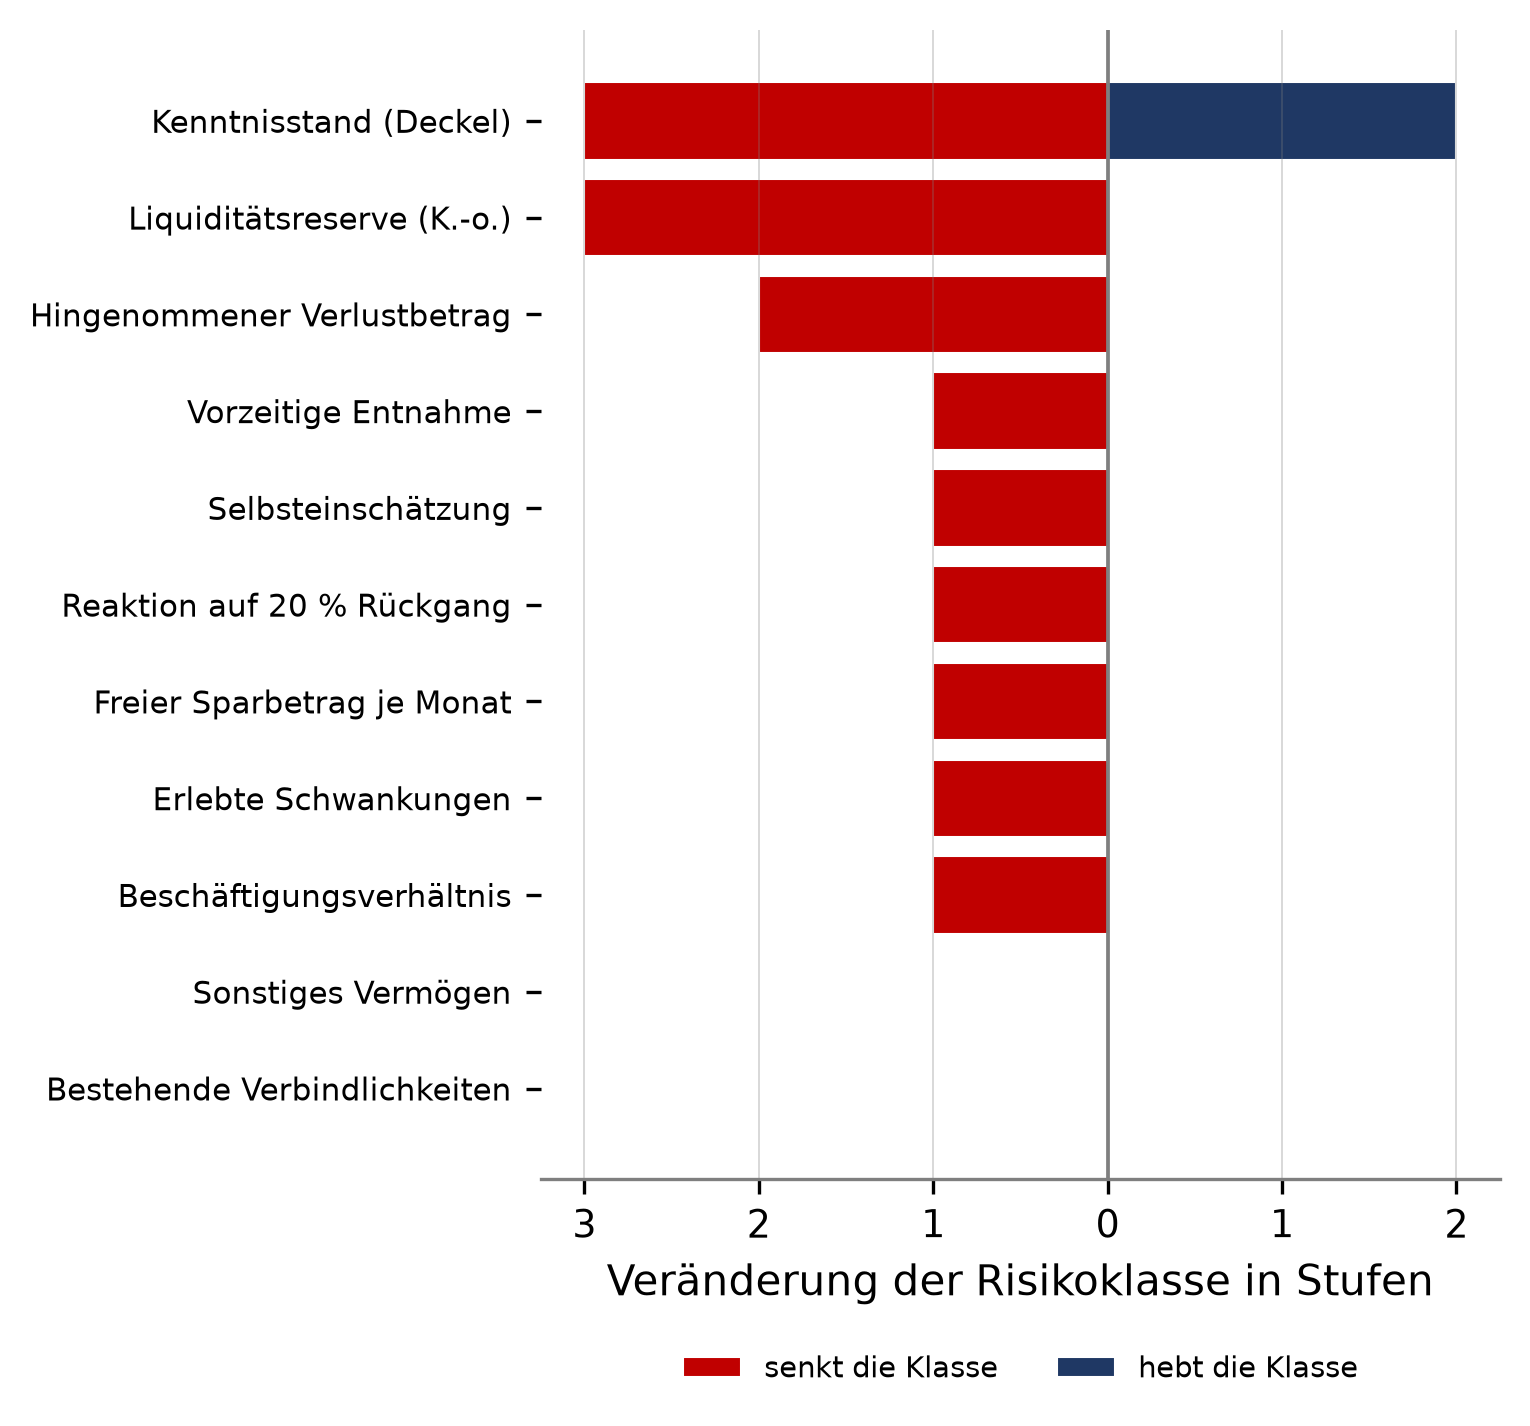 Kenntnisstand (Deckel)
Liquiditätsreserve (K.-o.)
Hingenommener Verlustbetrag
Vorzeitige Entnahme
Selbsteinschätzung
Reaktion auf 20 % Rückgang
Freier Sparbetrag je Monat
Erlebte Schwankungen
Beschäftigungsverhältnis
Sonstiges Vermögen
Bestehende Verbindlichkeiten
3 2 1 0 1 2
Veränderung der Risikoklasse in Stufen
senkt die Klasse hebt die Klasse